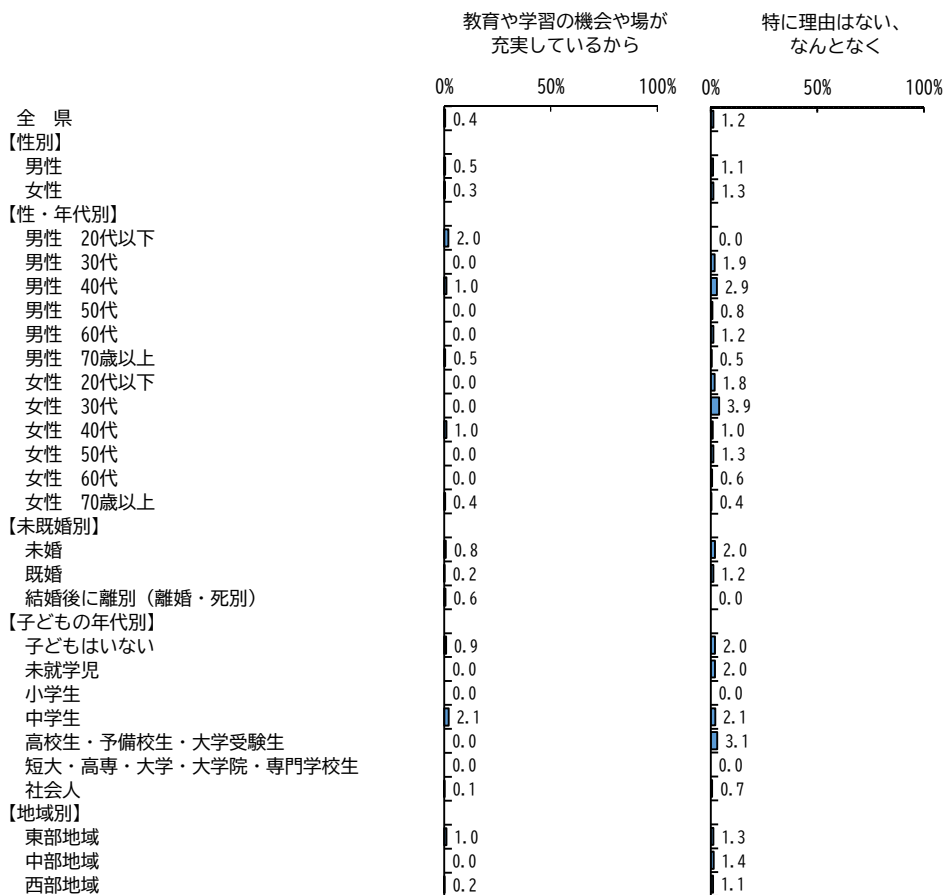 教育や学習の機会や場が
充実しているから
特に理由はない、
なんとなく
0% 50% 100% 0% 50% 100%
全 県 0.4 1.2
【性別】
男性 0.5 1.1
女性 0.3 1.3
【性・年代別】
男性 20代以下 2.0 0.0
男性 30代 0.0 1.9
男性 40代 1.0 2.9
男性 50代 0.0 0.8
男性 60代 0.0 1.2
男性 70歳以上 0.5 0.5
女性 20代以下 0.0 1.8
女性 30代 0.0 3.9
女性 40代 1.0 1.0
女性 50代 0.0 1.3
女性 60代 0.0 0.6
女性 70歳以上 0.4 0.4
【未既婚別】
未婚 0.8 2.0
既婚 0.2 1.2
結婚後に離別（離婚・死別） 0.6 0.0
【子どもの年代別】
子どもはいない 0.9 2.0
未就学児 0.0 2.0
小学生 0.0 0.0
中学生 2.1 2.1
高校生・予備校生・大学受験生 0.0 3.1
短大・高専・大学・大学院・専門学校生 0.0 0.0
社会人 0.1 0.7
【地域別】
東部地域 1.0 1.3
中部地域 0.0 1.4
西部地域 0.2 1.1